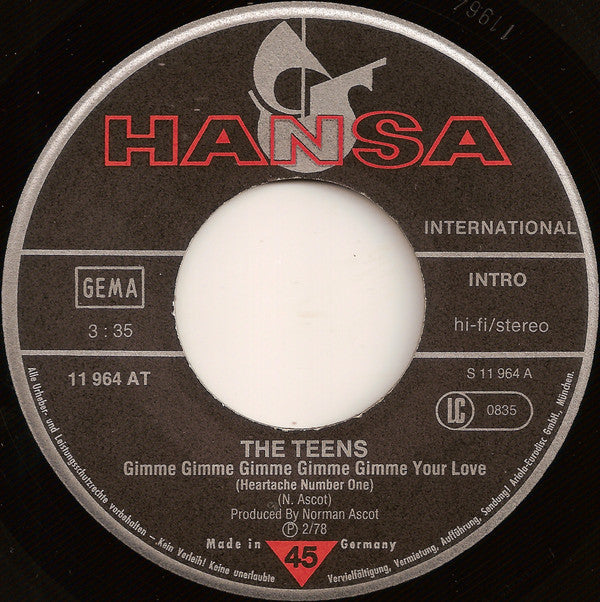 11967
HANSA
INTERNATIONAL
GEMA
INTRO
3 : 35
hi-fi/stereo
11 964 AT
S 11 964 A
LC 0835
THE TEENS
Gimme Gimme Gimme Gimme Gimme Your Love
(Heartache Number One)
(N. Ascot)
Produced By Norman Ascot
Ⓟ 2/78
Made in 45 Germany
Alle Urheber- und Leistungsschutzrechte vorbehalten – Kein Verleih! Keine unerlaubte Vervielfältigung, Vermietung, Aufführung, Sendung! Ariola-Eurodisc GmbH, München.